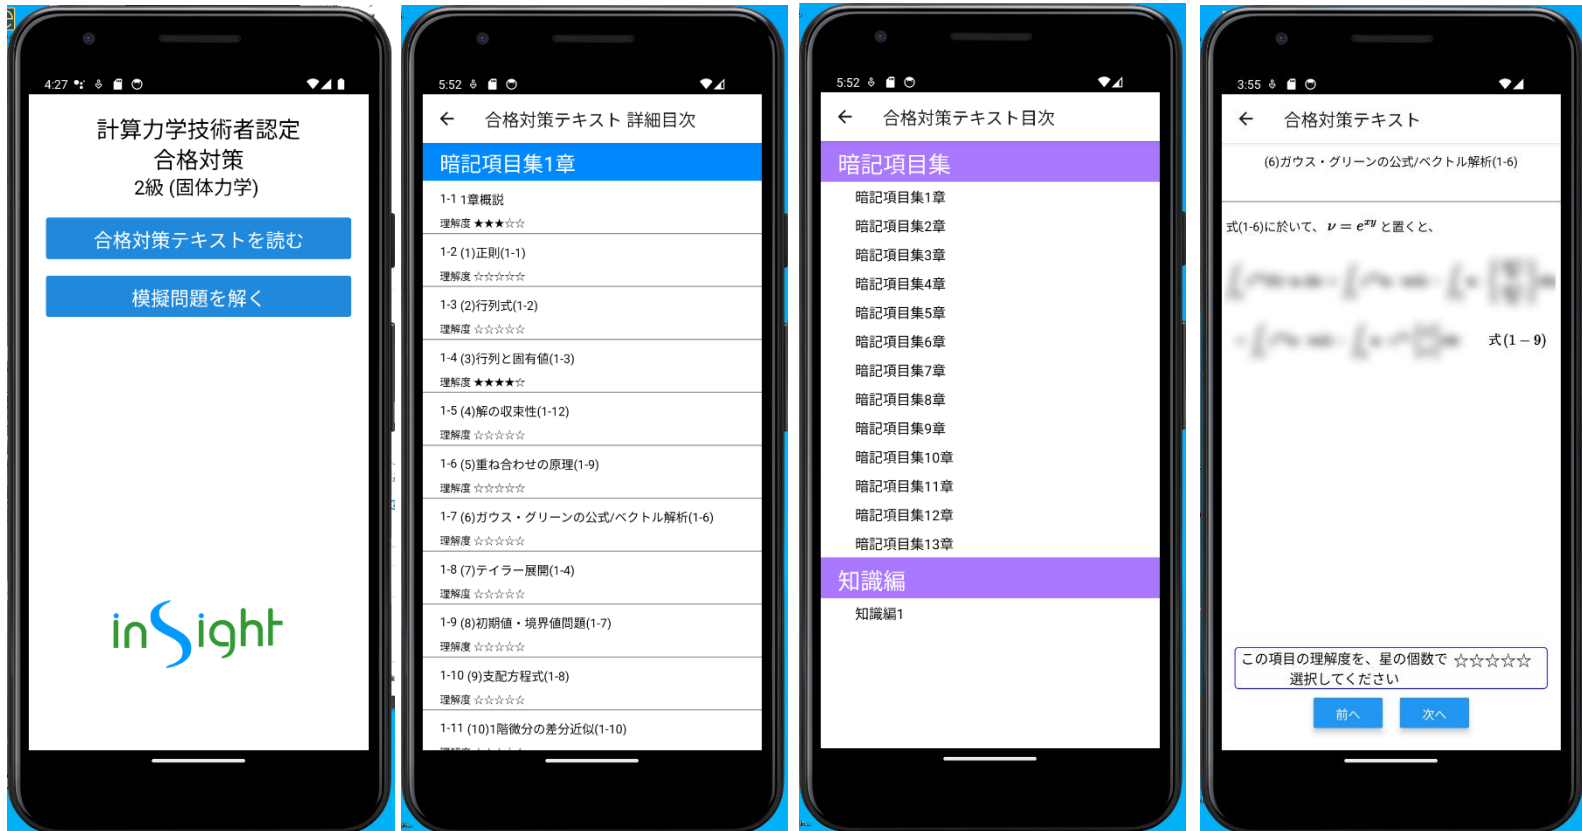 4:27
計算力学技術者認定
合格対策
2級 (固体力学)
合格対策テキストを読む
模擬問題を解く
inSight
5:52
合格対策テキスト 詳細目次
暗記項目集1章
1-1 1章概説
理解度 ★★★☆☆
1-2 (1)正則(1-1)
理解度 ☆☆☆☆☆
1-3 (2)行列式(1-2)
理解度 ☆☆☆☆☆
1-4 (3)行列と固有値(1-3)
理解度 ★★★★☆
1-5 (4)解の収束性(1-12)
理解度 ☆☆☆☆☆
1-6 (5)重ね合わせの原理(1-9)
理解度 ☆☆☆☆☆
1-7 (6)ガウス・グリーンの公式/ベクトル解析(1-6)
理解度 ☆☆☆☆☆
1-8 (7)テイラー展開(1-4)
理解度 ☆☆☆☆☆
1-9 (8)初期値・境界値問題(1-7)
理解度 ☆☆☆☆☆
1-10 (9)支配方程式(1-8)
理解度 ☆☆☆☆☆
1-11 (10)1階微分の差分近似(1-10)
5:52
合格対策テキスト目次
暗記項目集
暗記項目集1章
暗記項目集2章
暗記項目集3章
暗記項目集4章
暗記項目集5章
暗記項目集6章
暗記項目集7章
暗記項目集8章
暗記項目集9章
暗記項目集10章
暗記項目集11章
暗記項目集12章
暗記項目集13章
知識編
知識編1
3:55
合格対策テキスト
(6)ガウス・グリーンの公式/ベクトル解析(1-6)
式(1-6)に於いて、 ν = e^{xy} と置くと、
式(1 − 9)
この項目の理解度を、星の個数で ☆☆☆☆☆
選択してください
前へ 次へ